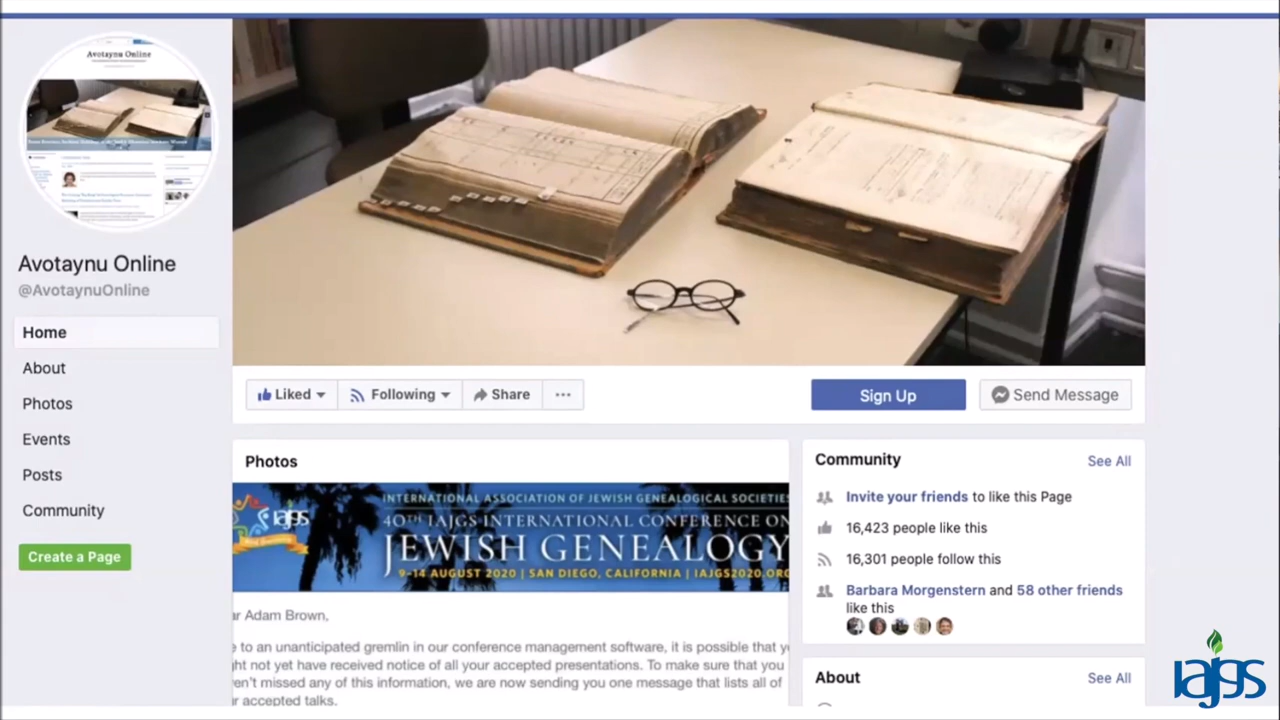 Avotaynu Online
Avotaynu Online
@AvotaynuOnline
Home
About
Photos
Events
Posts
Community
Create a Page
Liked
Following
Share
Sign Up
Send Message
Photos
iajgs
INTERNATIONAL ASSOCIATION OF JEWISH GENEALOGICAL SOCIETIES
40TH IAJGS INTERNATIONAL CONFERENCE ON
JEWISH GENEALOGY
9-14 AUGUST 2020 | SAN DIEGO, CALIFORNIA | IAJGS2020.ORG
ar Adam Brown,
e to an unanticipated gremlin in our conference management software, it is possible that y
ght not yet have received notice of all your accepted presentations. To make sure that you
en't missed any of this information, we are now sending you one message that lists all of
r accepted talks.
Community
See All
Invite your friends to like this Page
16,423 people like this
16,301 people follow this
Barbara Morgenstern and 58 other friends
like this
About
See All
iajgs